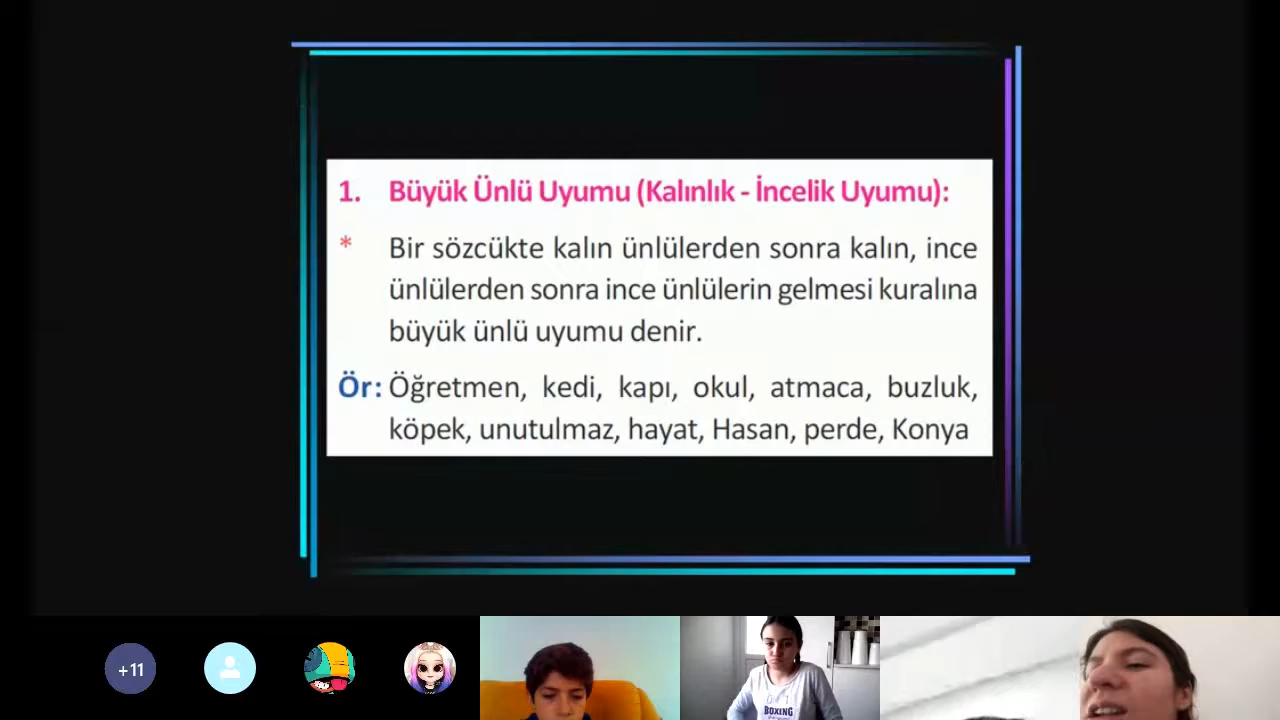 1. Büyük Ünlü Uyumu (Kalınlık - İncelik Uyumu):
* Bir sözcükte kalın ünlülerden sonra kalın, ince
ünlülerden sonra ince ünlülerin gelmesi kuralına
büyük ünlü uyumu denir.
Ör: Öğretmen, kedi, kapı, okul, atmaca, buzluk,
köpek, unutulmaz, hayat, Hasan, perde, Konya
+11
BOXING